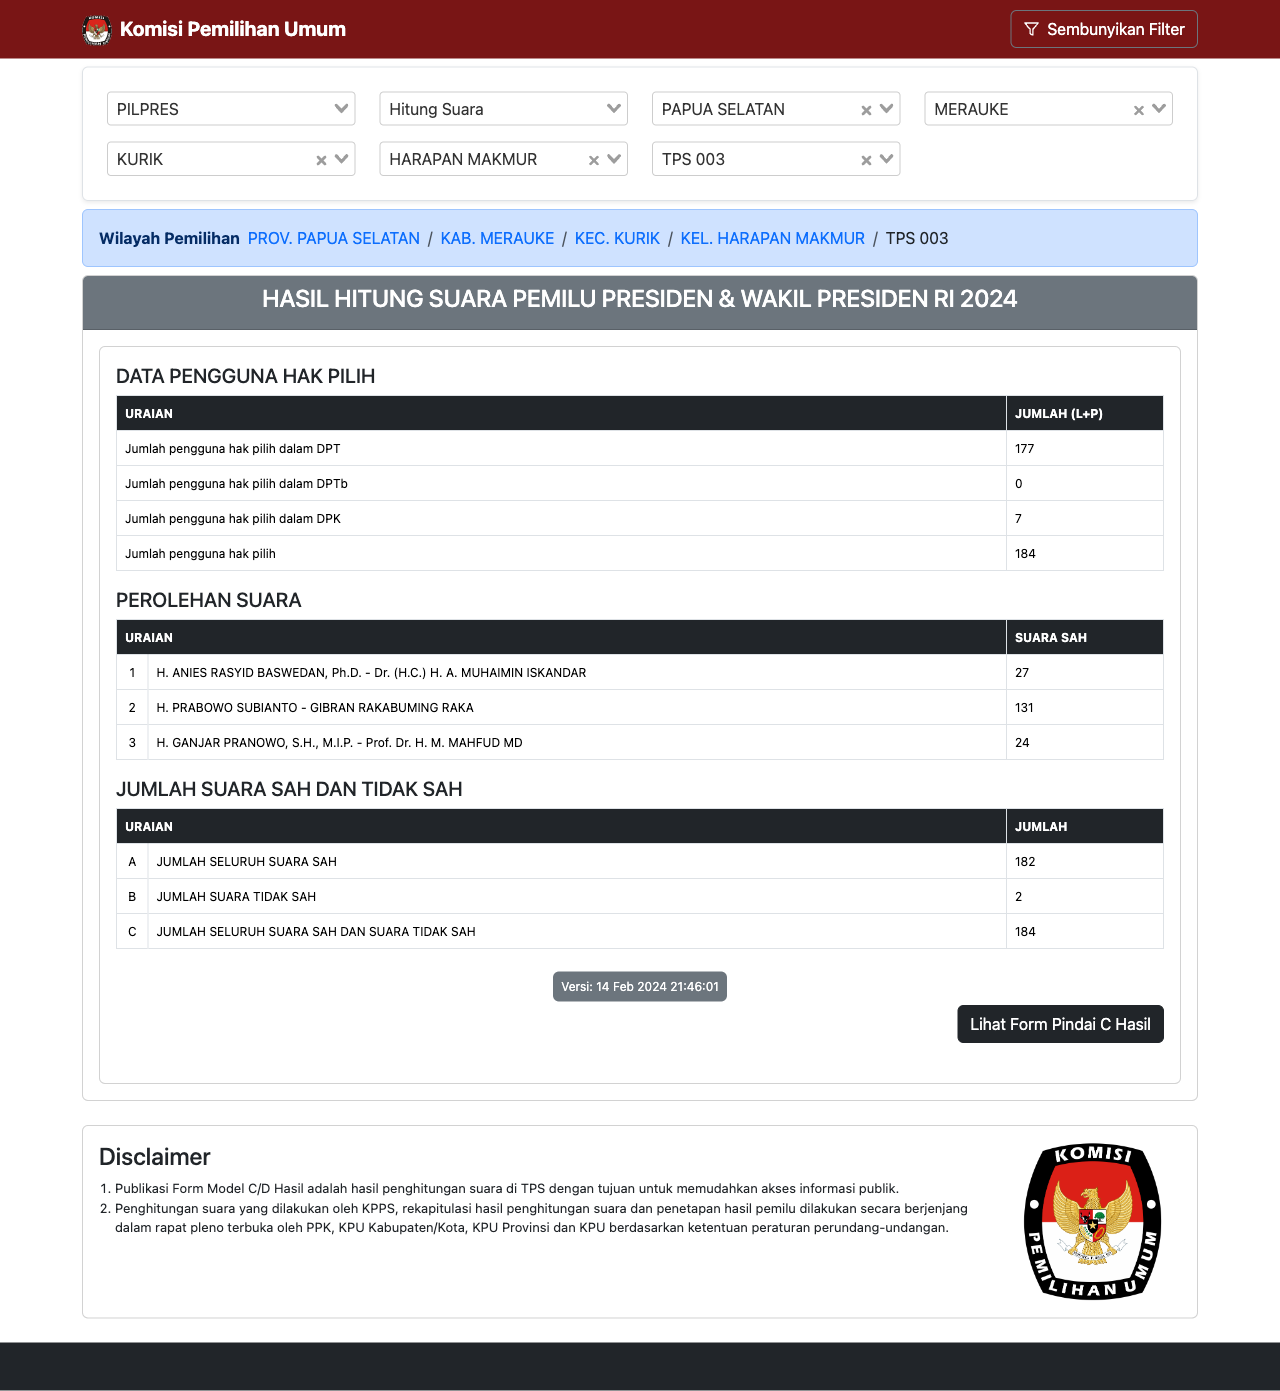 Komisi Pemilihan Umum
Sembunyikan Filter
PILPRES
Hitung Suara
PAPUA SELATAN
MERAUKE
KURIK
HARAPAN MAKMUR
TPS 003
Wilayah Pemilihan PROV. PAPUA SELATAN / KAB. MERAUKE / KEC. KURIK / KEL. HARAPAN MAKMUR / TPS 003
HASIL HITUNG SUARA PEMILU PRESIDEN & WAKIL PRESIDEN RI 2024
DATA PENGGUNA HAK PILIH
URAIAN JUMLAH (L+P)
Jumlah pengguna hak pilih dalam DPT 177
Jumlah pengguna hak pilih dalam DPTb 0
Jumlah pengguna hak pilih dalam DPK 7
Jumlah pengguna hak pilih 184
PEROLEHAN SUARA
URAIAN SUARA SAH
1 H. ANIES RASYID BASWEDAN, Ph.D. - Dr. (H.C.) H. A. MUHAIMIN ISKANDAR 27
2 H. PRABOWO SUBIANTO - GIBRAN RAKABUMING RAKA 131
3 H. GANJAR PRANOWO, S.H., M.I.P. - Prof. Dr. H. M. MAHFUD MD 24
JUMLAH SUARA SAH DAN TIDAK SAH
URAIAN JUMLAH
A JUMLAH SELURUH SUARA SAH 182
B JUMLAH SUARA TIDAK SAH 2
C JUMLAH SELURUH SUARA SAH DAN SUARA TIDAK SAH 184
Versi: 14 Feb 2024 21:46:01
Lihat Form Pindai C Hasil
Disclaimer
1. Publikasi Form Model C/D Hasil adalah hasil penghitungan suara di TPS dengan tujuan untuk memudahkan akses informasi publik.
2. Penghitungan suara yang dilakukan oleh KPPS, rekapitulasi hasil penghitungan suara dan penetapan hasil pemilu dilakukan secara berjenjang
dalam rapat pleno terbuka oleh PPK, KPU Kabupaten/Kota, KPU Provinsi dan KPU berdasarkan ketentuan peraturan perundang-undangan.
KOMISI
PEMILIHAN UMUM